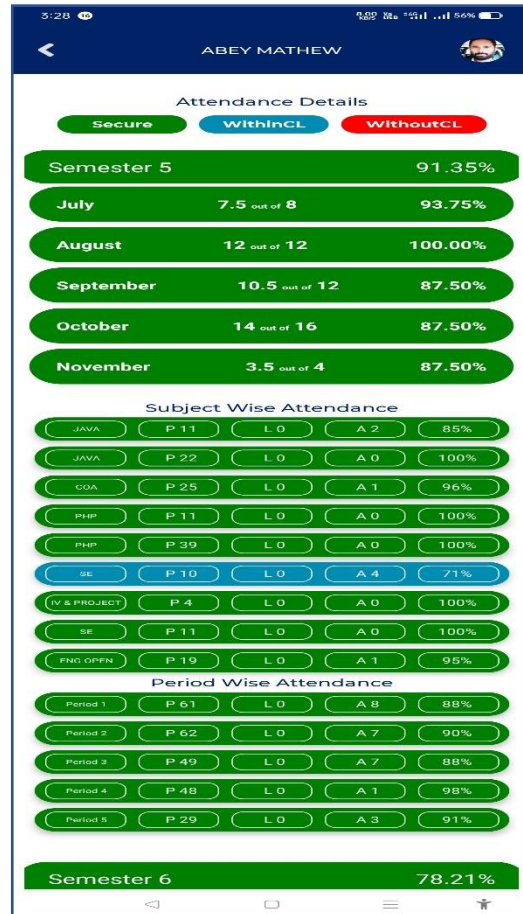 3:28
ABEY MATHEW
Attendance Details
Secure WithinCL WithoutCL
Semester 5 91.35%
July 7.5 out of 8 93.75%
August 12 out of 12 100.00%
September 10.5 out of 12 87.50%
October 14 out of 16 87.50%
November 3.5 out of 4 87.50%
Subject Wise Attendance
JAVA P 11 L 0 A 2 85%
JAVA P 22 L 0 A 0 100%
COA P 25 L 0 A 1 96%
PHP P 11 L 0 A 0 100%
PHP P 39 L 0 A 0 100%
SE P 10 L 0 A 4 71%
IV & PROJECT P 4 L 0 A 0 100%
SE P 11 L 0 A 0 100%
ENG OPEN P 19 L 0 A 1 95%
Period Wise Attendance
Period 1 P 61 L 0 A 8 88%
Period 2 P 62 L 0 A 7 90%
Period 3 P 49 L 0 A 7 88%
Period 4 P 48 L 0 A 1 98%
Period 5 P 29 L 0 A 3 91%
Semester 6 78.21%